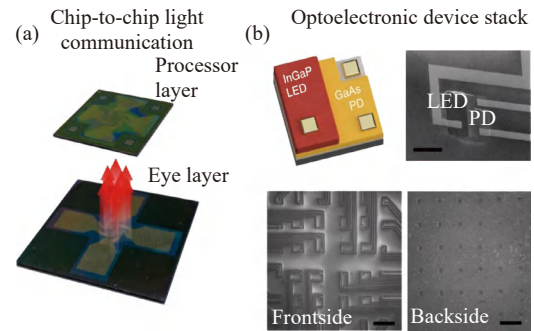 (a)
Chip-to-chip light
communication
Processor
layer
Eye layer
(b)
Optoelectronic device stack
InGaP
LED
GaAs
PD
LED
PD
Frontside
Backside